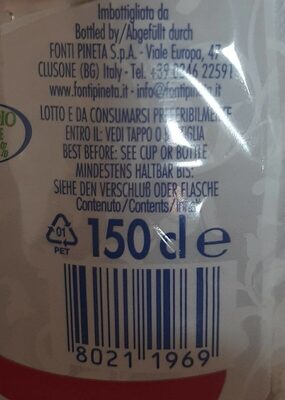 Imbottigliato da
Bottled by/Abgefüllt durch
FONTI PINETA S.p.A. - Viale Europa, 47
CLUSONE (BG) Italy - Tel. +39 0346 22591
www.fontipineta.it - info@fontipineta.it
LOTTO E DA CONSUMARSI PREFERIBILMENTE
ENTRO IL: VEDI TAPPO O BOTTIGLIA
BEST BEFORE: SEE CUP OR BOTTLE
MINDESTENS HALTBAR BIS:
SIEHE DEN VERSCHLUß ODER FLASCHE
Contenuto/Contents/Inhalt
01
PET
150 cl e
8021 1969